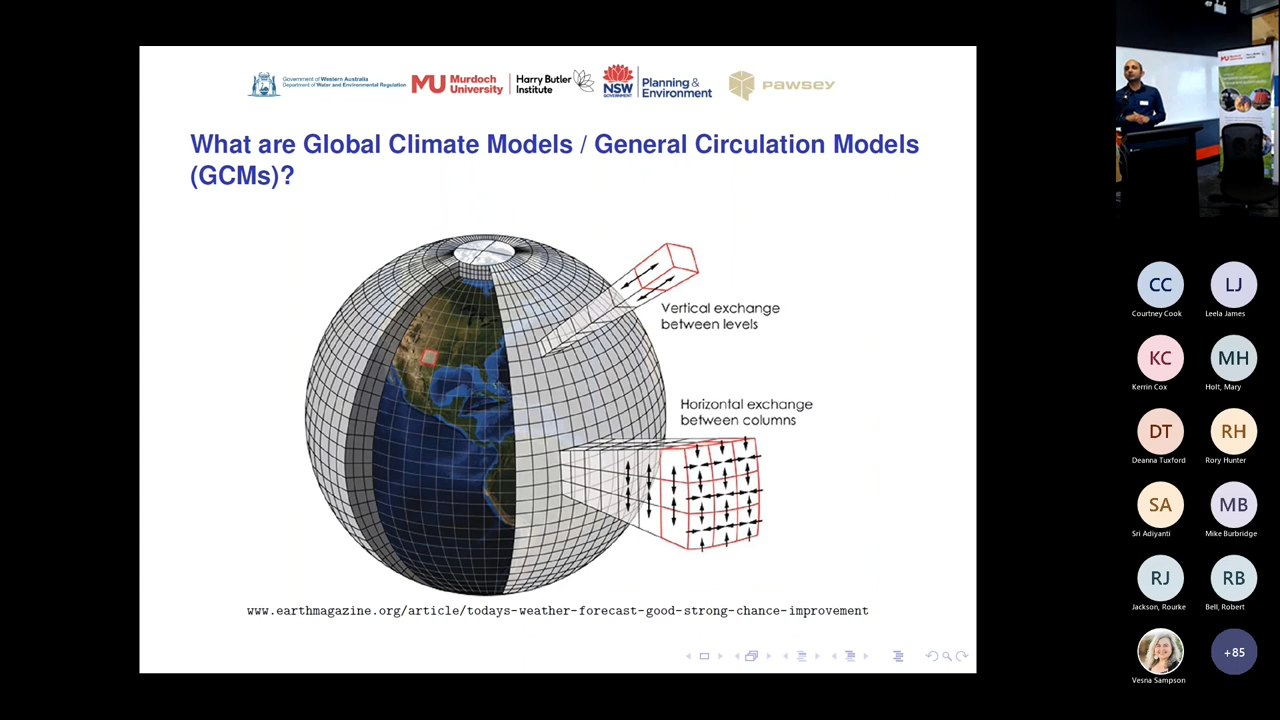 Government of Western Australia
Department of Water and Environmental Regulation
MU Murdoch University
Harry Butler Institute
NSW GOVERNMENT
Planning & Environment
PAWSEY
What are Global Climate Models / General Circulation Models
(GCMs)?
Vertical exchange
between levels
Horizontal exchange
between columns
www.earthmagazine.org/article/todays-weather-forecast-good-strong-chance-improvement
CC
Courtney Cook
LJ
Leela James
KC
Kerrin Cox
MH
Holt, Mary
DT
Deanna Tuxford
RH
Rory Hunter
SA
Sri Adiyanti
MB
Mike Burbridge
RJ
Jackson, Rourke
RB
Bell, Robert
Vesna Sampson
+85